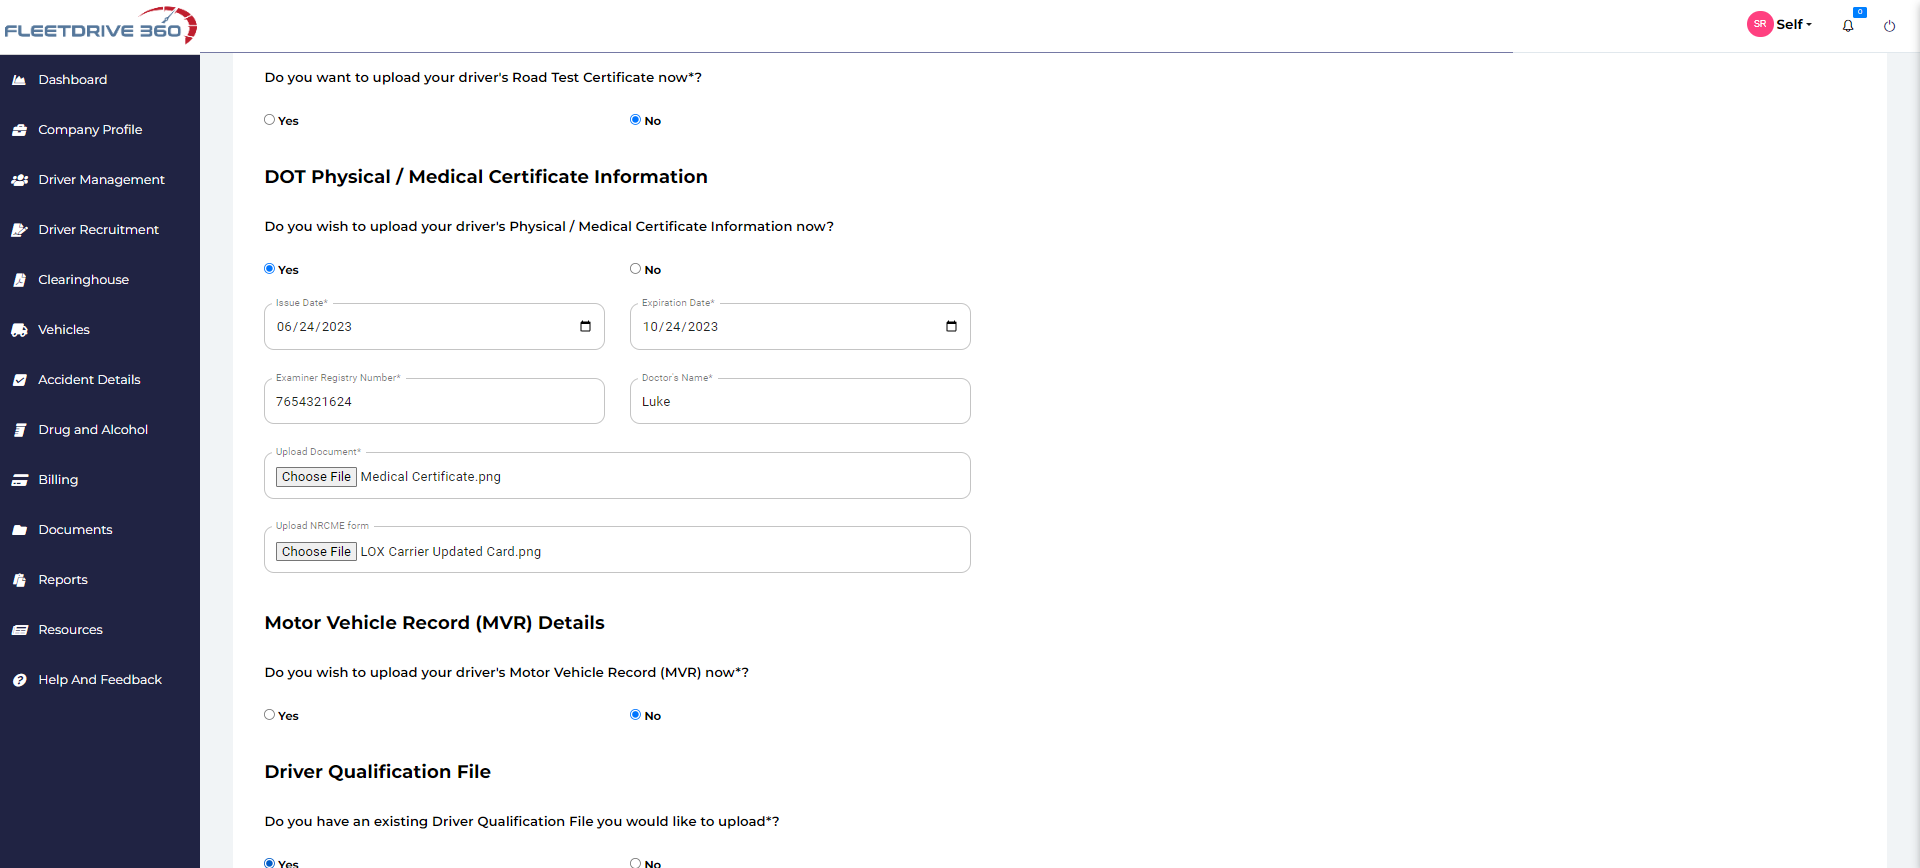 FLEETDRIVE 360
SR Self
0
Dashboard
Company Profile
Driver Management
Driver Recruitment
Clearinghouse
Vehicles
Accident Details
Drug and Alcohol
Billing
Documents
Reports
Resources
Help And Feedback
Do you want to upload your driver's Road Test Certificate now*?
Yes No
DOT Physical / Medical Certificate Information
Do you wish to upload your driver's Physical / Medical Certificate Information now?
Yes No
Issue Date* Expiration Date*
06/24/2023 10/24/2023
Examiner Registry Number* Doctor's Name*
7654321624 Luke
Upload Document*
Choose File Medical Certificate.png
Upload NRCME form
Choose File LOX Carrier Updated Card.png
Motor Vehicle Record (MVR) Details
Do you wish to upload your driver's Motor Vehicle Record (MVR) now*?
Yes No
Driver Qualification File
Do you have an existing Driver Qualification File you would like to upload*?
Yes No